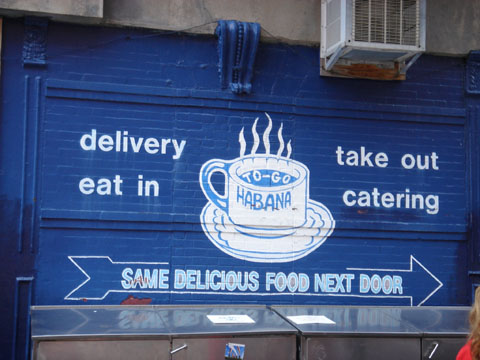 delivery
eat in
TO-GO
HABANA
take out
catering
SAME DELICIOUS FOOD NEXT DOOR